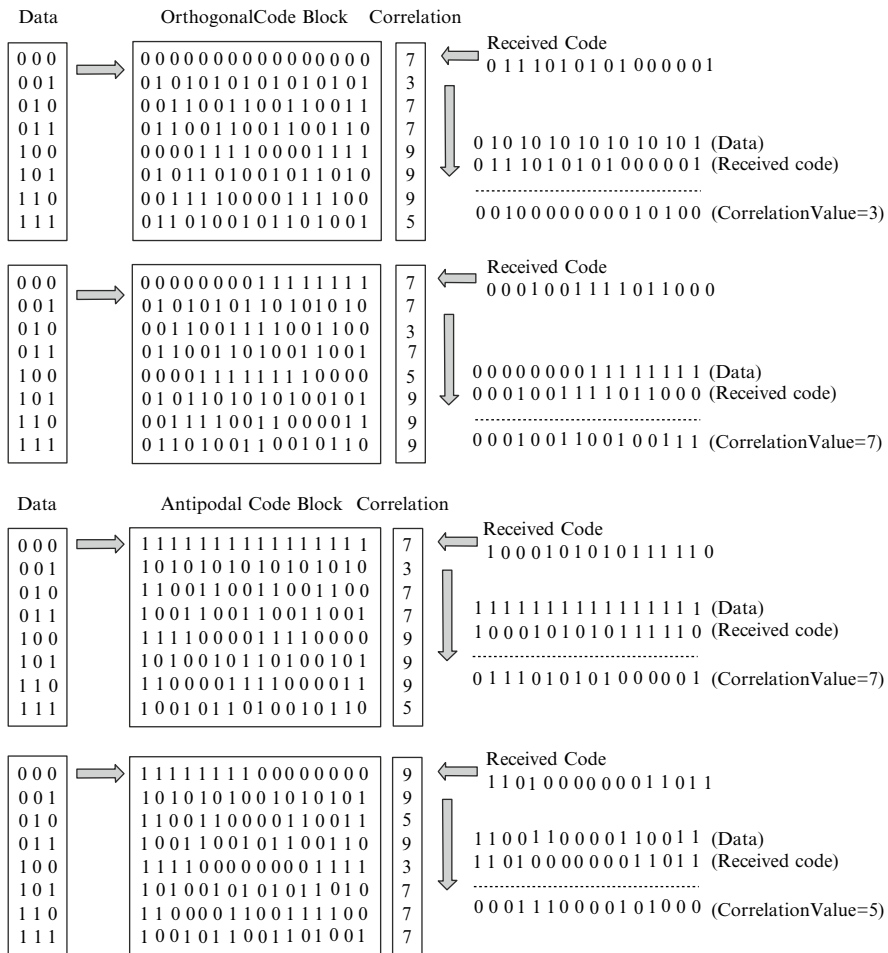 Data OrthogonalCode Block Correlation
Received Code
0 0 0 0 0 0 0 0 0 0 0 0 0 0 0 0 0 0 0 7 0 1 1 1 0 1 0 1 0 1 0 0 0 0 0 1
0 0 1 0 1 0 1 0 1 0 1 0 1 0 1 0 1 0 1 3
0 1 0 0 0 1 1 0 0 1 1 0 0 1 1 0 0 1 1 7
0 1 1 0 1 1 0 0 1 1 0 0 1 1 0 0 1 1 0 7 0 1 0 1 0 1 0 1 0 1 0 1 0 1 0 1 (Data)
1 0 0 0 0 0 0 1 1 1 1 0 0 0 0 1 1 1 1 9 0 1 1 1 0 1 0 1 0 1 0 0 0 0 0 1 (Received code)
1 0 1 0 1 0 1 1 0 1 0 0 1 0 1 1 0 1 0 9
1 1 0 0 0 1 1 1 1 0 0 0 0 1 1 1 1 0 0 9 0 0 1 0 0 0 0 0 0 0 0 1 0 1 0 0 (CorrelationValue=3)
1 1 1 0 1 1 0 1 0 0 1 0 1 1 0 1 0 0 1 5
Received Code
0 0 0 0 0 0 0 0 0 0 0 1 1 1 1 1 1 1 1 7 0 0 0 1 0 0 1 1 1 1 0 1 1 0 0 0
0 0 1 0 1 0 1 0 1 0 1 1 0 1 0 1 0 1 0 7
0 1 0 0 0 1 1 0 0 1 1 1 1 0 0 1 1 0 0 3
0 1 1 0 1 1 0 0 1 1 0 1 0 0 1 1 0 0 1 7
1 0 0 0 0 0 0 1 1 1 1 1 1 1 1 0 0 0 0 5 0 0 0 0 0 0 0 0 1 1 1 1 1 1 1 1 (Data)
1 0 1 0 1 0 1 1 0 1 0 1 0 1 0 0 1 0 1 9 0 0 0 1 0 0 1 1 1 1 0 1 1 0 0 0 (Received code)
1 1 0 0 0 1 1 1 1 0 0 1 1 0 0 0 0 1 1 9
1 1 1 0 1 1 0 1 0 0 1 1 0 0 1 0 1 1 0 9 0 0 0 1 0 0 1 1 0 0 1 0 0 1 1 1 (CorrelationValue=7)
Data Antipodal Code Block Correlation
Received Code
0 0 0 1 1 1 1 1 1 1 1 1 1 1 1 1 1 1 1 7 1 0 0 0 1 0 1 0 1 0 1 1 1 1 1 0
0 0 1 1 0 1 0 1 0 1 0 1 0 1 0 1 0 1 0 3
0 1 0 1 1 0 0 1 1 0 0 1 1 0 0 1 1 0 0 7
0 1 1 1 0 0 1 1 0 0 1 1 0 0 1 1 0 0 1 7 1 1 1 1 1 1 1 1 1 1 1 1 1 1 1 1 (Data)
1 0 0 1 1 1 1 0 0 0 0 1 1 1 1 0 0 0 0 9 1 0 0 0 1 0 1 0 1 0 1 1 1 1 1 0 (Received code)
1 0 1 1 0 1 0 0 1 0 1 1 0 1 0 0 1 0 1 9
1 1 0 1 1 0 0 0 0 1 1 1 1 0 0 0 0 1 1 9 0 1 1 1 0 1 0 1 0 1 0 0 0 0 0 1 (CorrelationValue=7)
1 1 1 1 0 0 1 0 1 1 0 1 0 0 1 0 1 1 0 5
Received Code
0 0 0 1 1 1 1 1 1 1 1 0 0 0 0 0 0 0 0 9 1 1 0 1 0 0 0 0 0 0 0 1 1 0 1 1
0 0 1 1 0 1 0 1 0 1 0 0 1 0 1 0 1 0 1 9
0 1 0 1 1 0 0 1 1 0 0 0 0 1 1 0 0 1 1 5
0 1 1 1 0 0 1 1 0 0 1 0 1 1 0 0 1 1 0 9 1 1 0 0 1 1 0 0 0 0 1 1 0 0 1 1 (Data)
1 0 0 1 1 1 1 0 0 0 0 0 0 0 0 1 1 1 1 3 1 1 0 1 0 0 0 0 0 0 0 1 1 0 1 1 (Received code)
1 0 1 1 0 1 0 0 1 0 1 0 1 0 1 1 0 1 0 7
1 1 0 1 1 0 0 0 0 1 1 0 0 1 1 1 1 0 0 7 0 0 0 1 1 1 0 0 0 0 1 0 1 0 0 0 (CorrelationValue=5)
1 1 1 1 0 0 1 0 1 1 0 0 1 1 0 1 0 0 1 7